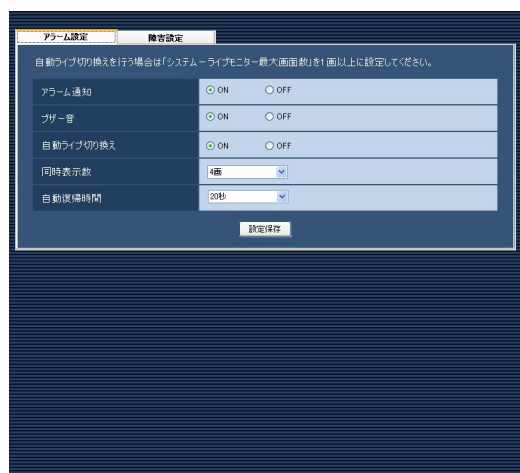 アラーム設定 障害設定
自動ライブ切り換えを行う場合は「システムーライブモニター最大画面数」を1画以上に設定してください。
アラーム通知 ON OFF
ブザー音 ON OFF
自動ライブ切り換え ON OFF
同時表示数 4画
自動復帰時間 20秒
設定保存